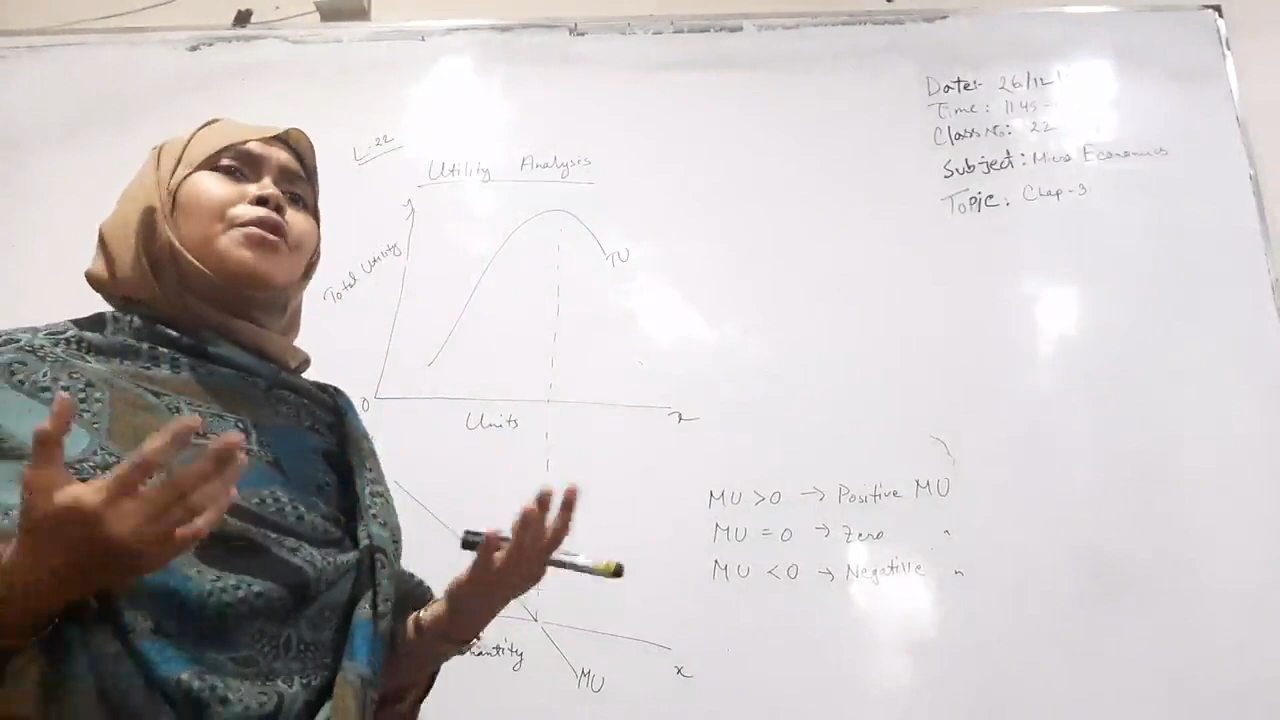 Date:- 26/12
Time: 11 45 -
Class No: 22
Subject: Micro Economics
Topic: Chap-3
L-22
Utility Analysis
y
Total Utility
TU
0
Units
x
MU > 0 → Positive MU
MU = 0 → Zero "
MU < 0 → Negative "
x
MU